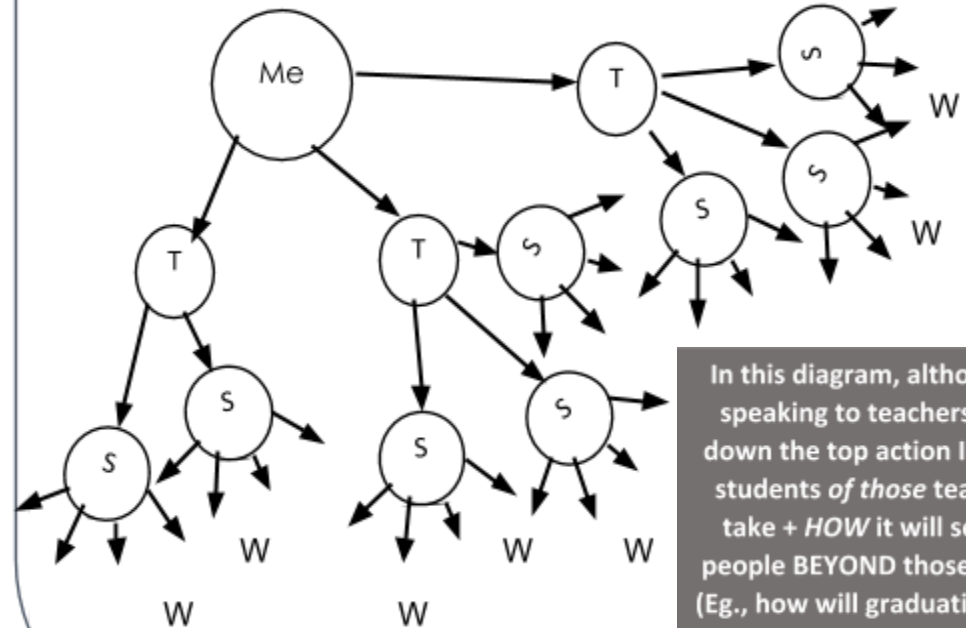 Me
T
S
W
S
W
S
T
S
S
S
T
S
S
W
W
W
W
W
In this diagram, altho
speaking to teachers
down the top action I
students of those tea
take + HOW it will se
people BEYOND those
(Eg., how will graduati